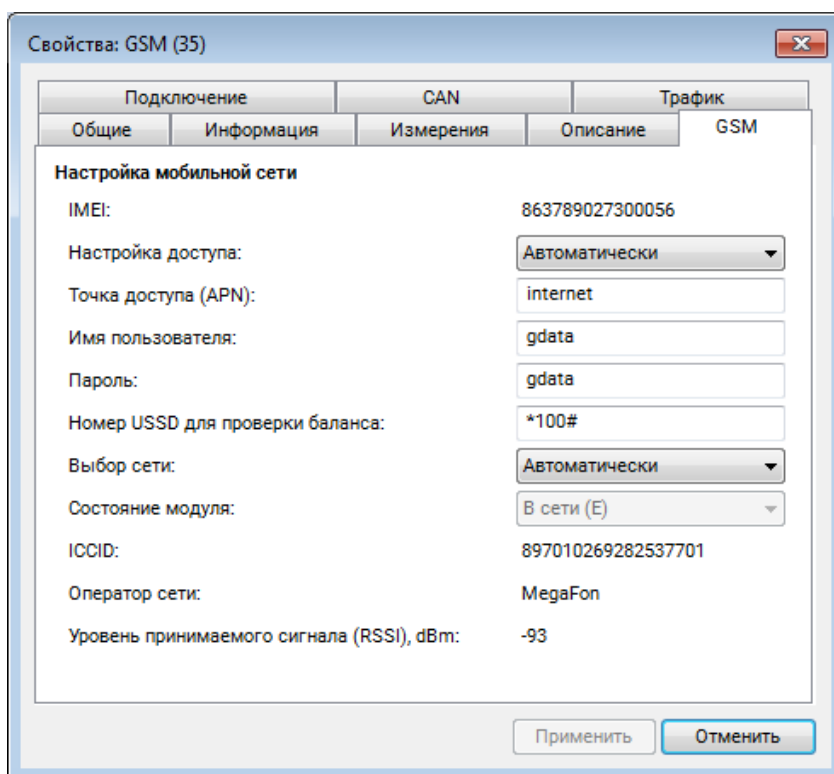 Свойства: GSM (35)
Подключение CAN Трафик
Общие Информация Измерения Описание GSM
Настройка мобильной сети
IMEI: 863789027300056
Настройка доступа: Автоматически
Точка доступа (APN): internet
Имя пользователя: gdata
Пароль: gdata
Номер USSD для проверки баланса: *100#
Выбор сети: Автоматически
Состояние модуля: В сети (E)
ICCID: 897010269282537701
Оператор сети: MegaFon
Уровень принимаемого сигнала (RSSI), dBm: -93
Применить Отменить